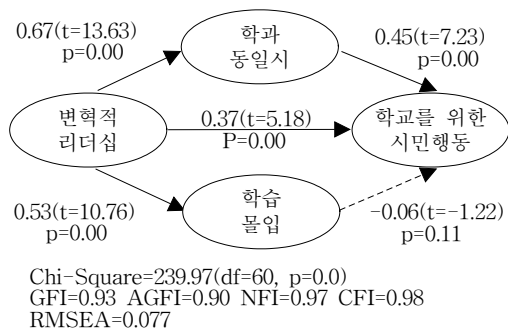 0.67(t=13.63)
p=0.00
학과
동일시
0.45(t=7.23)
p=0.00
변혁적
리더십
0.37(t=5.18)
P=0.00
학교를 위한
시민행동
0.53(t=10.76)
p=0.00
학습
몰입
-0.06(t=-1.22)
p=0.11
Chi-Square=239.97(df=60, p=0.0)
GFI=0.93 AGFI=0.90 NFI=0.97 CFI=0.98
RMSEA=0.077